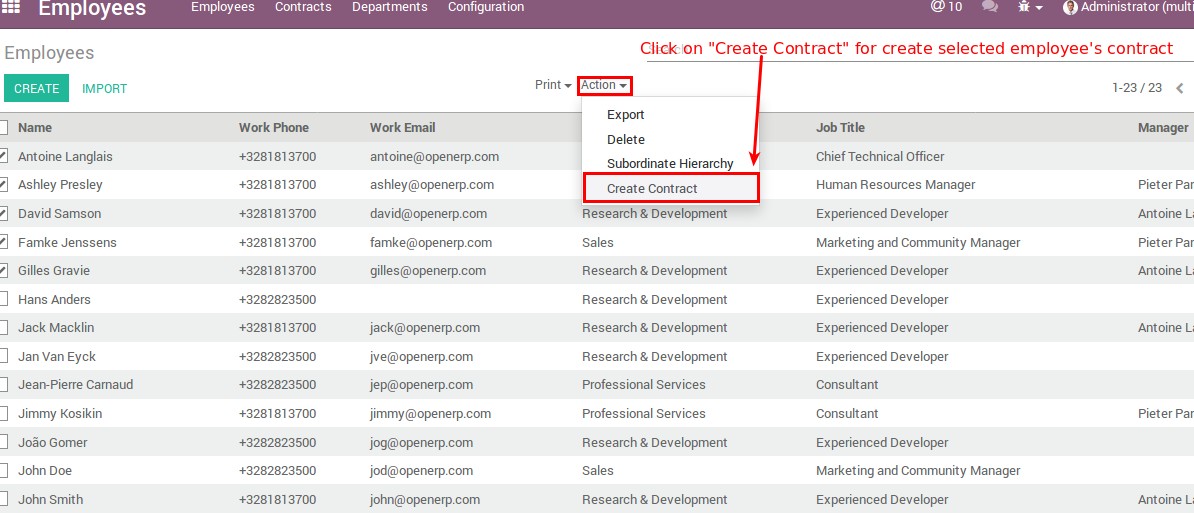 Employees Employees Contracts Departments Configuration @ 10 Administrator (multi
Employees Click on "Create Contract" for create selected employee's contract
CREATE IMPORT Print Action 1-23 / 23
Export
Delete
Subordinate Hierarchy
Create Contract
Name Work Phone Work Email Job Title Manager
Antoine Langlais +3281813700 antoine@openerp.com Chief Technical Officer
Ashley Presley +3281813700 ashley@openerp.com Human Resources Manager Pieter Par
David Samson +3281813700 david@openerp.com Research & Development Experienced Developer Antoine La
Famke Jenssens +3281813700 famke@openerp.com Sales Marketing and Community Manager Pieter Par
Gilles Gravie +3281813700 gilles@openerp.com Research & Development Experienced Developer Antoine La
Hans Anders +3282823500 Research & Development Experienced Developer
Jack Macklin +3281813700 jack@openerp.com Research & Development Experienced Developer Antoine La
Jan Van Eyck +3282823500 jve@openerp.com Research & Development Experienced Developer
Jean-Pierre Carnaud +3282823500 jep@openerp.com Professional Services Consultant
Jimmy Kosikin +3281813700 jimmy@openerp.com Professional Services Consultant Pieter Par
João Gomer +3282823500 jog@openerp.com Research & Development Experienced Developer
John Doe +3282823500 jod@openerp.com Sales Marketing and Community Manager
John Smith +3281813700 john@openerp.com Research & Development Experienced Developer Antoine La